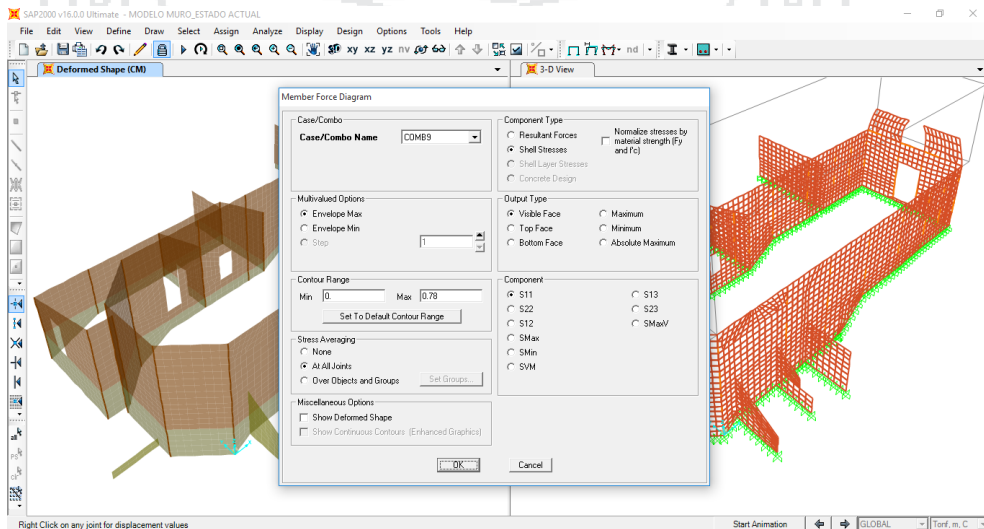 SAP2000 v16.0.0 Ultimate - MODELO MURO_ESTADO ACTUAL
File Edit View Define Draw Select Assign Analyze Display Design Options Tools Help
xy xz yz nv nd
Deformed Shape (CM)
3-D View
Member Force Diagram
Case/Combo
Case/Combo Name COMB9
Multivalued Options
Envelope Max
Envelope Min
Step 1
Contour Range
Min 0. Max 0.78
Set To Default Contour Range
Stress Averaging
None
At All Joints
Over Objects and Groups Set Groups...
Miscellaneous Options
Show Deformed Shape
Show Continuous Contours (Enhanced Graphics)
Component Type
Resultant Forces
Shell Stresses
Shell Layer Stresses
Concrete Design
Normalize stresses by
material strength (Fy
and f'c)
Output Type
Visible Face Maximum
Top Face Minimum
Bottom Face Absolute Maximum
Component
S11 S13
S22 S23
S12 SMaxV
SMax
SMin
SVM
OK Cancel
all
PS
clr
Right Click on any joint for displacement values
Start Animation GLOBAL Tonf, m, C